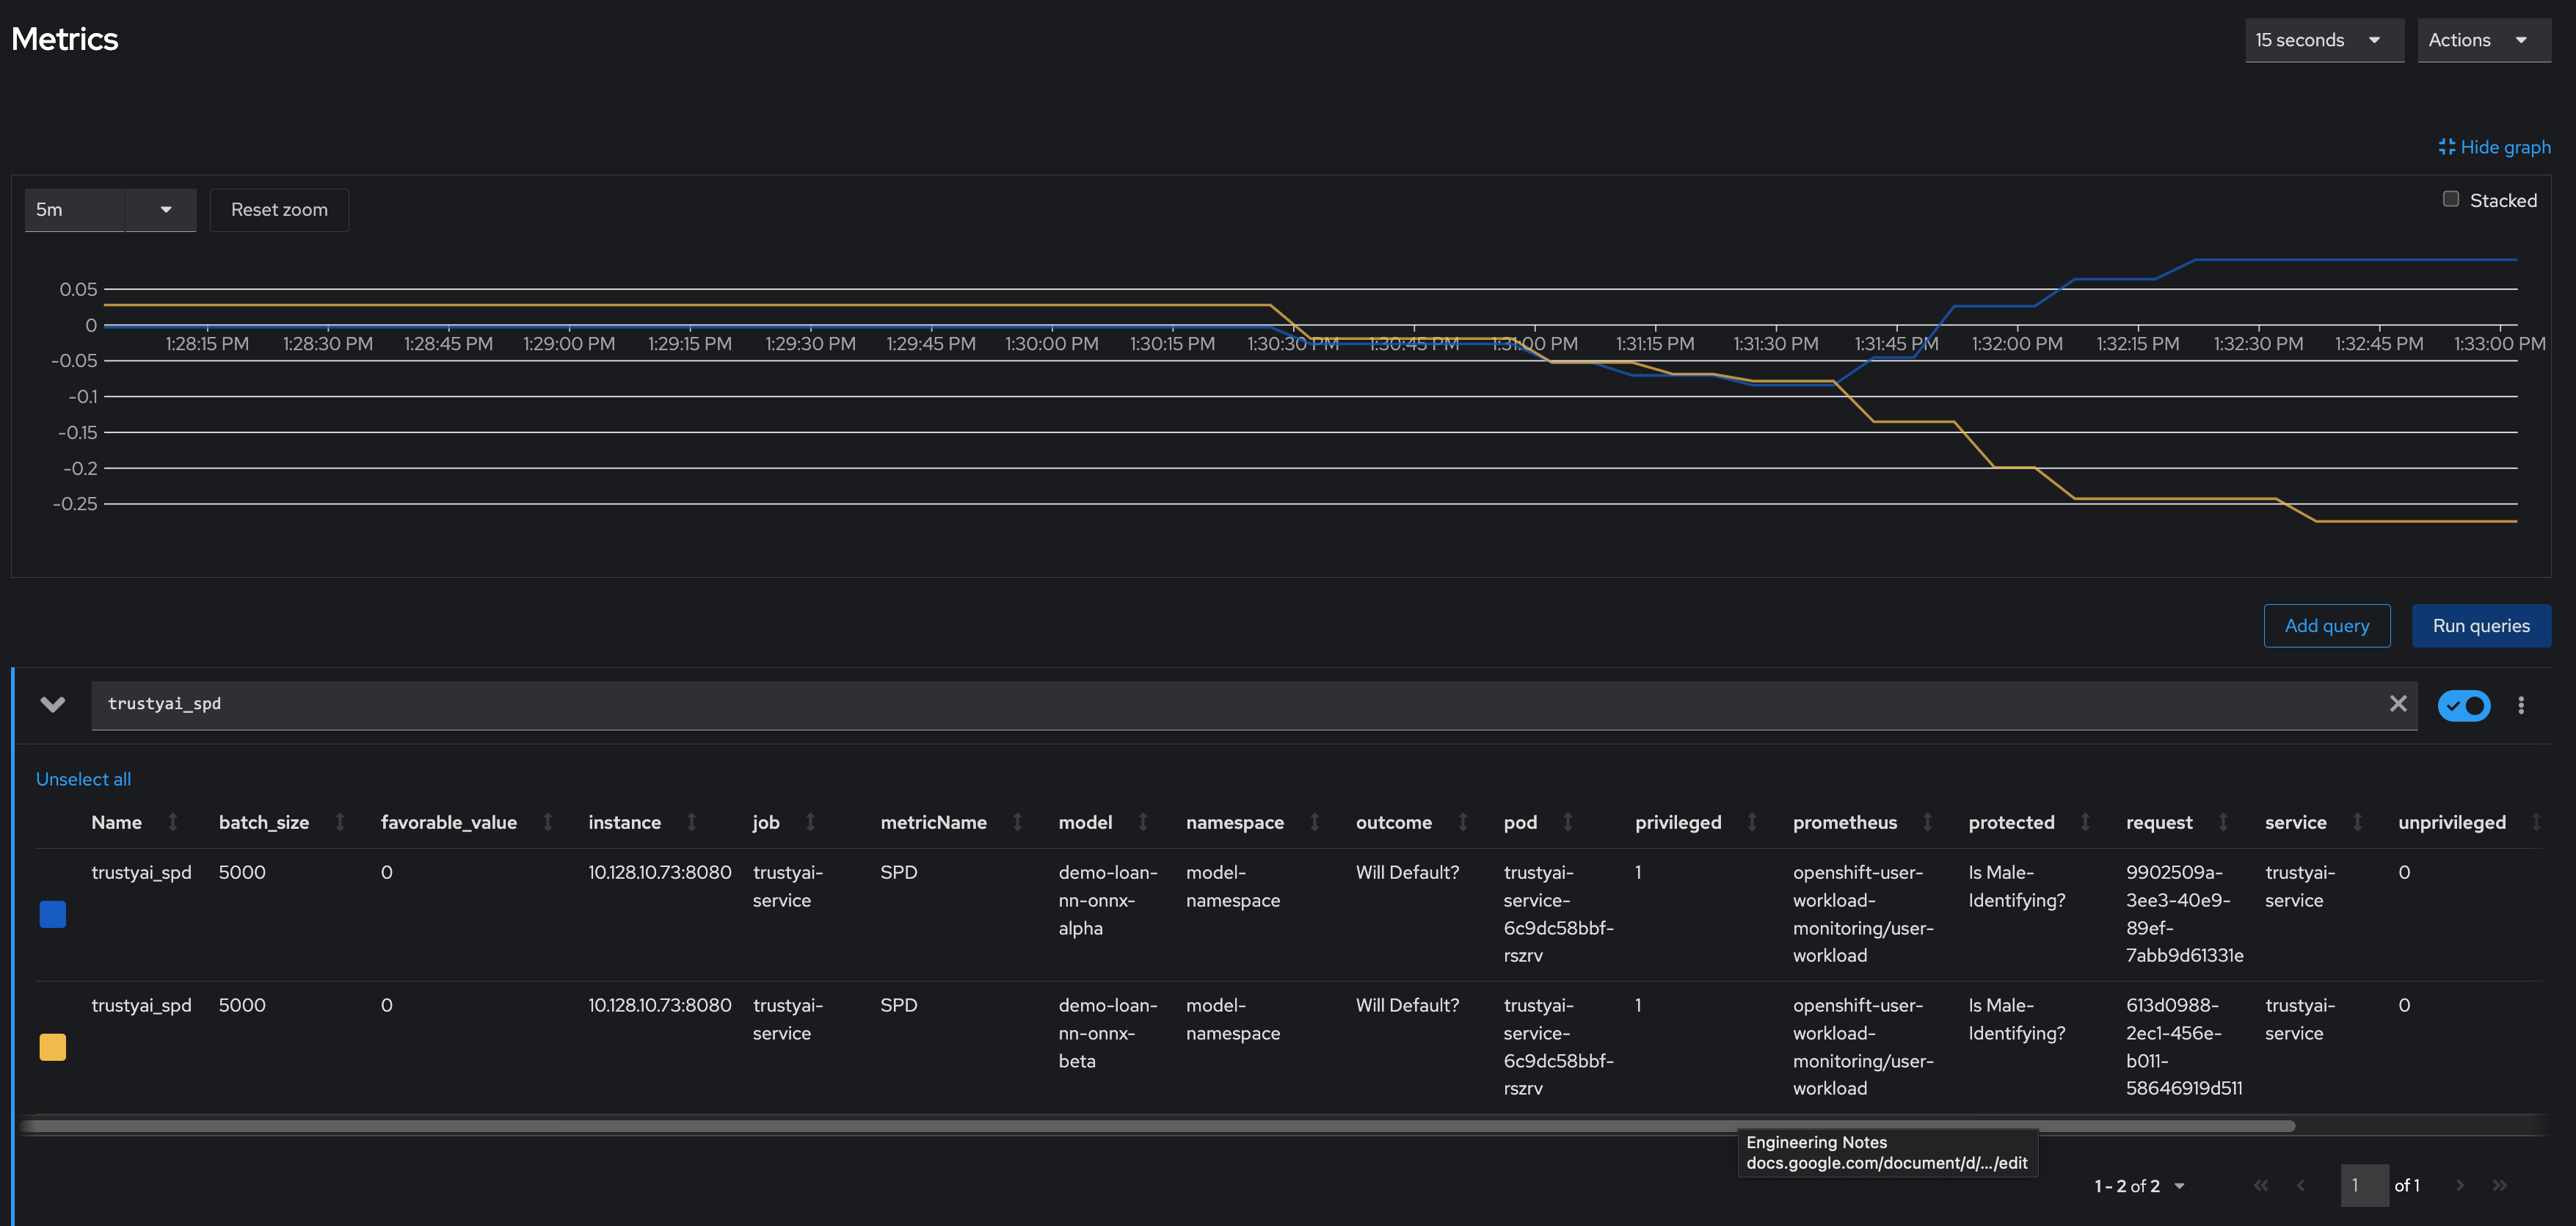 Metrics
15 seconds
Actions
Hide graph
5m
Reset zoom
Stacked
0.05
0
-0.05
-0.1
-0.15
-0.2
-0.25
1:28:15 PM 1:28:30 PM 1:28:45 PM 1:29:00 PM 1:29:15 PM 1:29:30 PM 1:29:45 PM 1:30:00 PM 1:30:15 PM 1:30:30 PM 1:30:45 PM 1:31:00 PM 1:31:15 PM 1:31:30 PM 1:31:45 PM 1:32:00 PM 1:32:15 PM 1:32:30 PM 1:32:45 PM 1:33:00 PM
Add query
Run queries
trustyai_spd
Unselect all
Name batch_size favorable_value instance job metricName model namespace outcome pod privileged prometheus protected request service unprivileged
trustyai_spd 5000 0 10.128.10.73:8080 trustyai- SPD demo-loan- model- Will Default? trustyai- 1 openshift-user- Is Male- 9902509a- trustyai- 0
service nn-onnx- namespace service- workload- Identifying? 3ee3-40e9- service
alpha 6c9dc58bbf- monitoring/user- 89ef-
rszrv workload 7abb9d61331e
trustyai_spd 5000 0 10.128.10.73:8080 trustyai- SPD demo-loan- model- Will Default? trustyai- 1 openshift-user- Is Male- 613d0988- trustyai- 0
service nn-onnx- namespace service- workload- Identifying? 2ec1-456e- service
beta 6c9dc58bbf- monitoring/user- b011-
rszrv workload 58646919d511
Engineering Notes
docs.google.com/document/d/.../edit
1 - 2 of 2
1 of 1